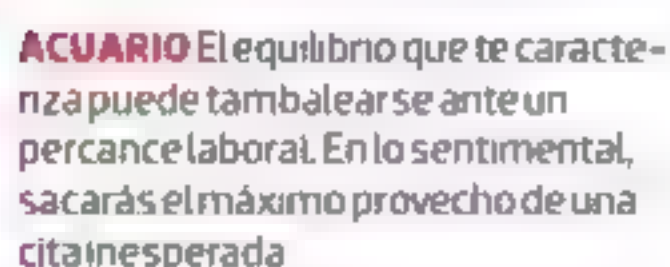 ACUARIO El equilibrio que te caracte-
riza puede tambalearse ante un
percance laboral. En lo sentimental,
sacarás el máximo provecho de una
cita inesperada